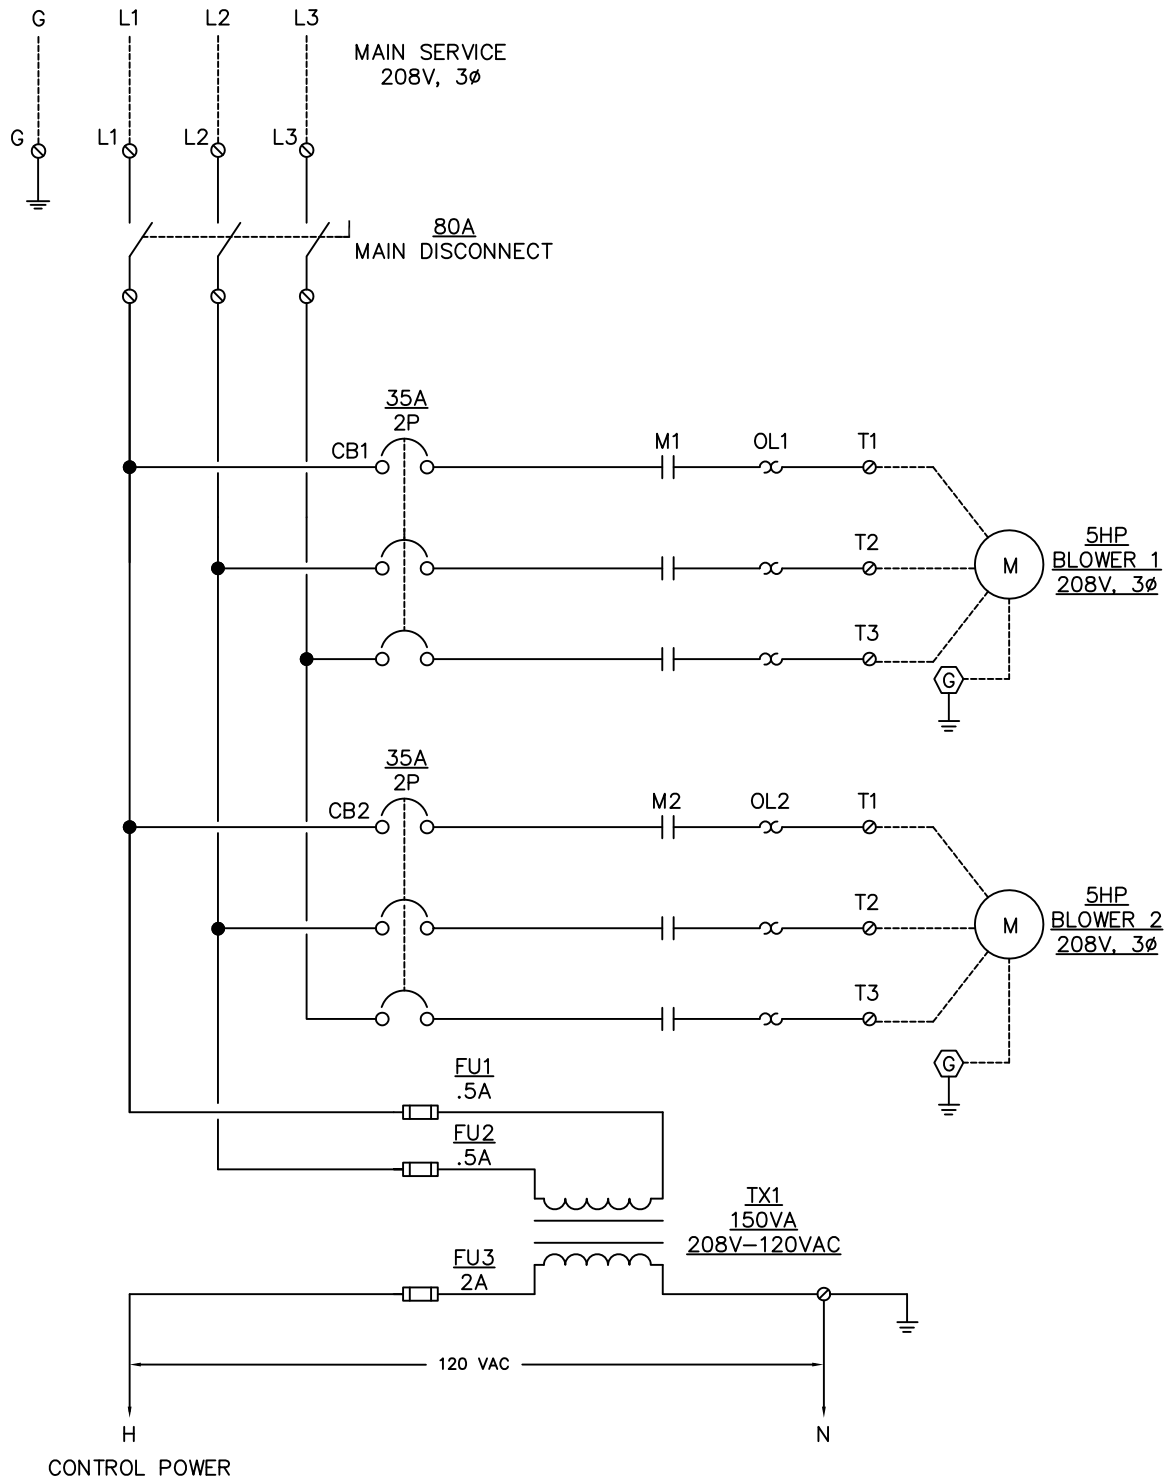 G
L1
L2
L3
MAIN SERVICE
208V, 3ø
G
L1
L2
L3
80A
MAIN DISCONNECT
35A
2P
CB1
M1
OL1
T1
T2
T3
M
5HP
BLOWER 1
208V, 3ø
G
35A
2P
CB2
M2
OL2
T1
T2
T3
M
5HP
BLOWER 2
208V, 3ø
G
FU1
.5A
FU2
.5A
TX1
150VA
208V-120VAC
FU3
2A
120 VAC
H
N
CONTROL POWER